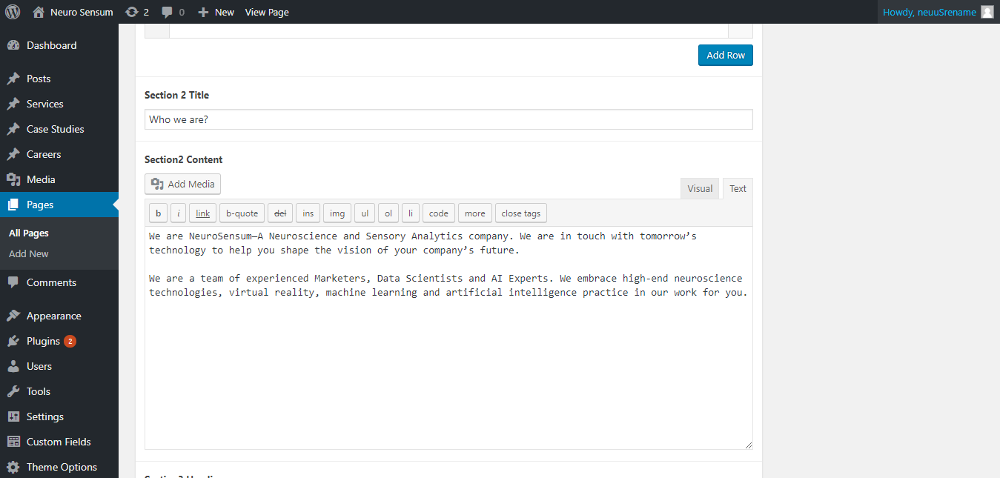 Neuro Sensum 2 0 New View Page Howdy, neuuSrename
Dashboard
Posts
Services
Case Studies
Careers
Media
Pages
All Pages
Add New
Comments
Appearance
Plugins 2
Users
Tools
Settings
Custom Fields
Theme Options
Add Row
Section 2 Title
Who we are?
Section2 Content
Add Media
Visual Text
b i link b-quote del ins img ul ol li code more close tags
We are NeuroSensum—A Neuroscience and Sensory Analytics company. We are in touch with tomorrow’s
technology to help you shape the vision of your company’s future.
We are a team of experienced Marketers, Data Scientists and AI Experts. We embrace high-end neuroscience
technologies, virtual reality, machine learning and artificial intelligence practice in our work for you.